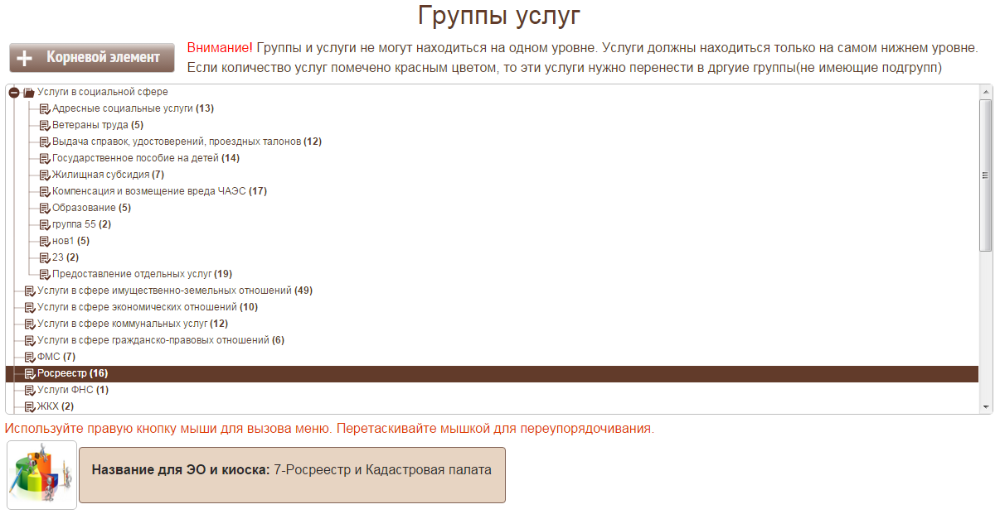 Группы услуг
Корневой элемент
Внимание! Группы и услуги не могут находиться на одном уровне. Услуги должны находиться только на самом нижнем уровне.
Если количество услуг помечено красным цветом, то эти услуги нужно перенести в дргуие группы(не имеющие подгрупп)
Услуги в социальной сфере
Адресные социальные услуги (13)
Ветераны труда (5)
Выдача справок, удостоверений, проездных талонов (12)
Государственное пособие на детей (14)
Жилищная субсидия (7)
Компенсация и возмещение вреда ЧАЭС (17)
Образование (5)
группа 55 (2)
нов1 (5)
23 (2)
Предоставление отдельных услуг (19)
Услуги в сфере имущественно-земельных отношений (49)
Услуги в сфере экономических отношений (10)
Услуги в сфере коммунальных услуг (12)
Услуги в сфере гражданско-правовых отношений (6)
ФМС (7)
Росреестр (16)
Услуги ФНС (1)
ЖКХ (2)
Используйте правую кнопку мыши для вызова меню. Перетаскивайте мышкой для переупорядочивания.
Название для ЭО и киоска: 7-Росреестр и Кадастровая палата